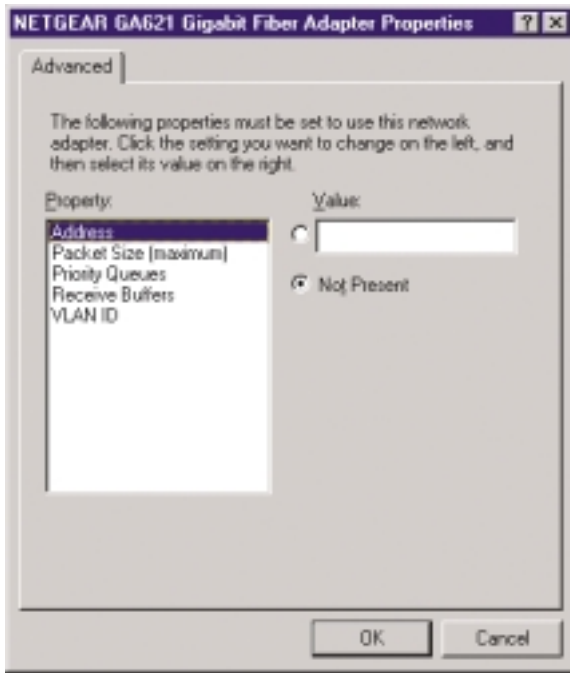 NETGEAR GA621 Gigabit Fiber Adapter Properties
Advanced
The following properties must be set to use this network
adapter. Click the setting you want to change on the left, and
then select its value on the right.
Property:
Value:
Address
Packet Size (maximum)
Priority Queues
Receive Buffers
VLAN ID
Not Present
OK
Cancel